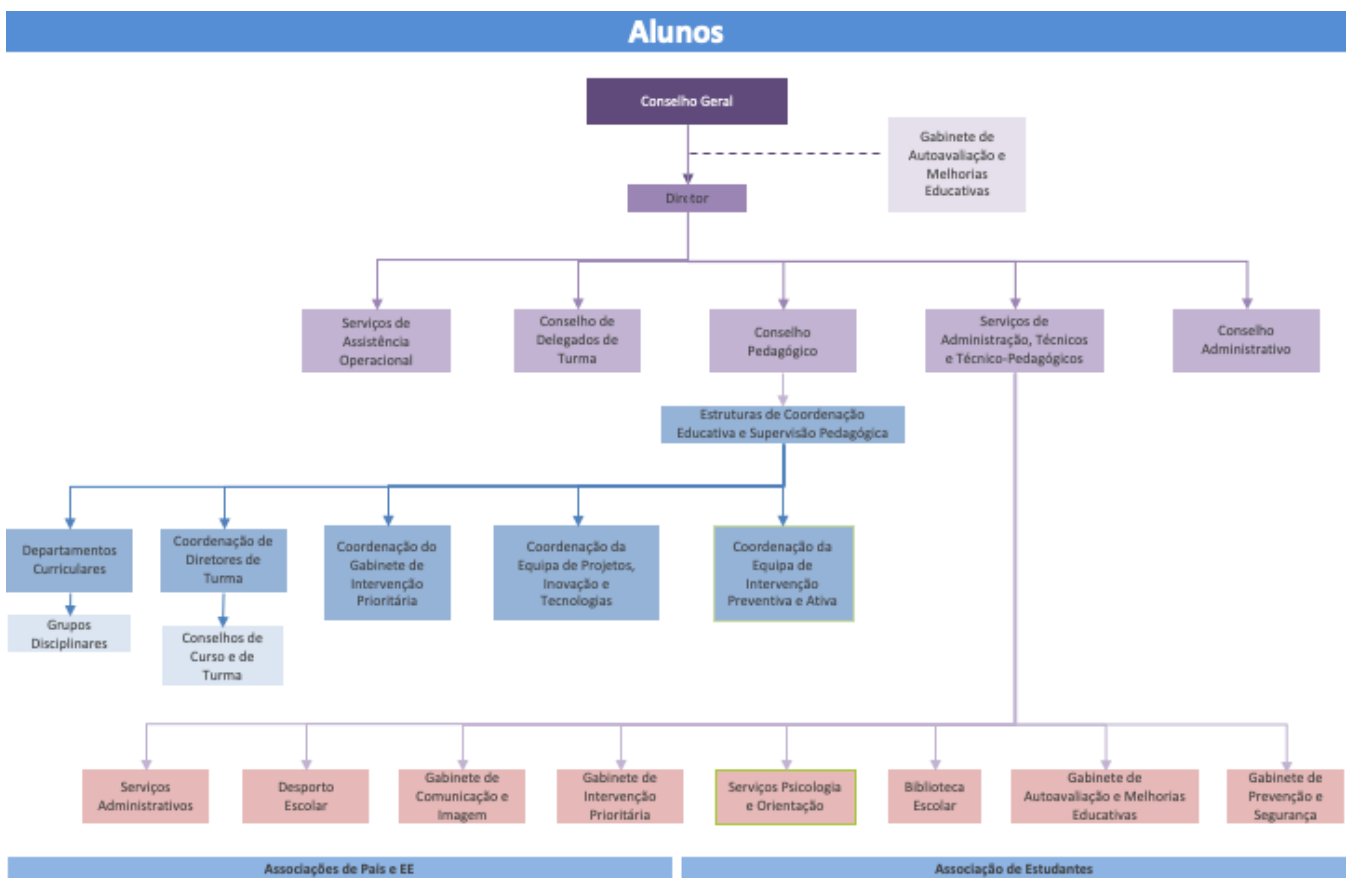 Alunos
Conselho Geral
Gabinete de
Autoavaliação e
Melhorias
Educativas
Diretor
Serviços de
Assistência
Operacional
Conselho de
Delegados de
Turma
Conselho
Pedagógico
Serviços de
Administração, Técnicos
e Técnico-Pedagógicos
Conselho
Administrativo
Estruturas de Coordenação
Educativa e Supervisão Pedagógica
Departamentos
Curriculares
Coordenação de
Diretores de
Turma
Coordenação do
Gabinete de
Intervenção
Prioritária
Coordenação da
Equipa de Projetos,
Inovação e
Tecnologias
Coordenação da
Equipa de
Intervenção
Preventiva e Ativa
Grupos
Disciplinares
Conselhos de
Curso e de
Turma
Serviços
Administrativos
Desporto
Escolar
Gabinete de
Comunicação e
Imagem
Gabinete de
Intervenção
Prioritária
Serviços Psicologia
e Orientação
Biblioteca
Escolar
Gabinete de
Autoavaliação e Melhorias
Educativas
Gabinete de
Prevenção e
Segurança
Associações de Pais e EE
Associação de Estudantes